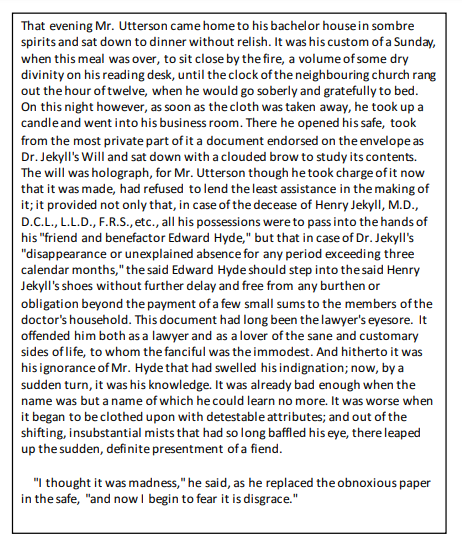 That evening Mr. Utterson came home to his bachelor house in sombre
spirits and sat down to dinner without relish. It was his custom of a Sunday,
when this meal was over, to sit close by the fire, a volume of some dry
divinity on his reading desk, until the clock of the neighbouring church rang
out the hour of twelve, when he would go soberly and gratefully to bed.
On this night however, as soon as the cloth was taken away, he took up a
candle and went into his business room. There he opened his safe, took
from the most private part of it a document endorsed on the envelope as
Dr. Jekyll's Will and sat down with a clouded brow to study its contents.
The will was holograph, for Mr. Utterson though he took charge of it now
that it was made, had refused to lend the least assistance in the making of
it; it provided not only that, in case of the decease of Henry Jekyll, M.D.,
D.C.L., L.L.D., F.R.S., etc., all his possessions were to pass into the hands of
his "friend and benefactor Edward Hyde," but that in case of Dr. Jekyll's
"disappearance or unexplained absence for any period exceeding three
calendar months," the said Edward Hyde should step into the said Henry
Jekyll's shoes without further delay and free from any burthen or
obligation beyond the payment of a few small sums to the members of the
doctor's household. This document had long been the lawyer's eyesore. It
offended him both as a lawyer and as a lover of the sane and customary
sides of life, to whom the fanciful was the immodest. And hitherto it was
his ignorance of Mr. Hyde that had swelled his indignation; now, by a
sudden turn, it was his knowledge. It was already bad enough when the
name was but a name of which he could learn no more. It was worse when
it began to be clothed upon with detestable attributes; and out of the
shifting, insubstantial mists that had so long baffled his eye, there leaped
up the sudden, definite presentment of a fiend.
"I thought it was madness," he said, as he replaced the obnoxious paper
in the safe, "and now I begin to fear it is disgrace."